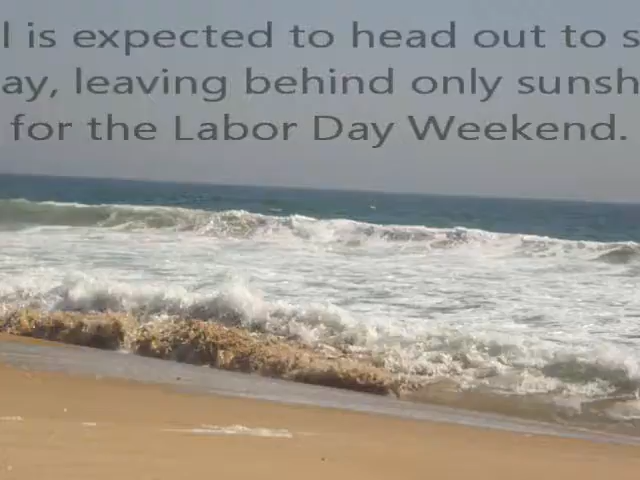 l is expected to head out to s
ay, leaving behind only sunsh
for the Labor Day Weekend.